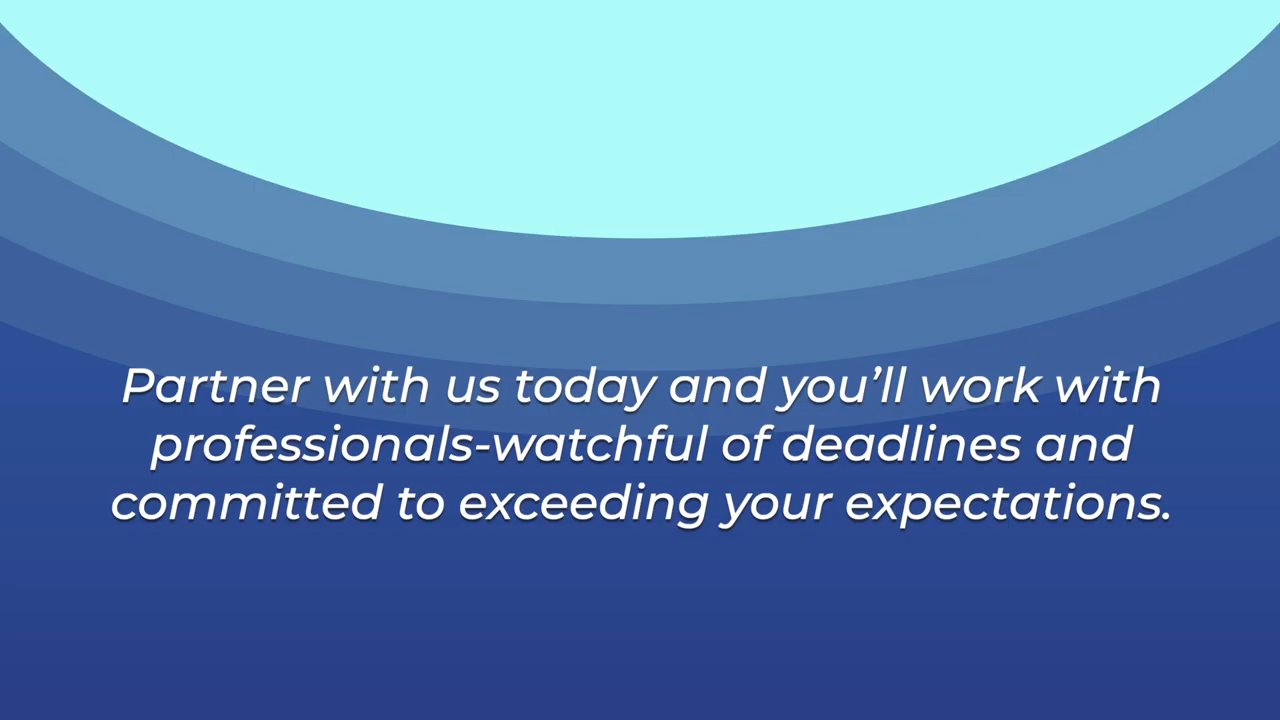 Partner with us today and you’ll work with
professionals-watchful of deadlines and
committed to exceeding your expectations.